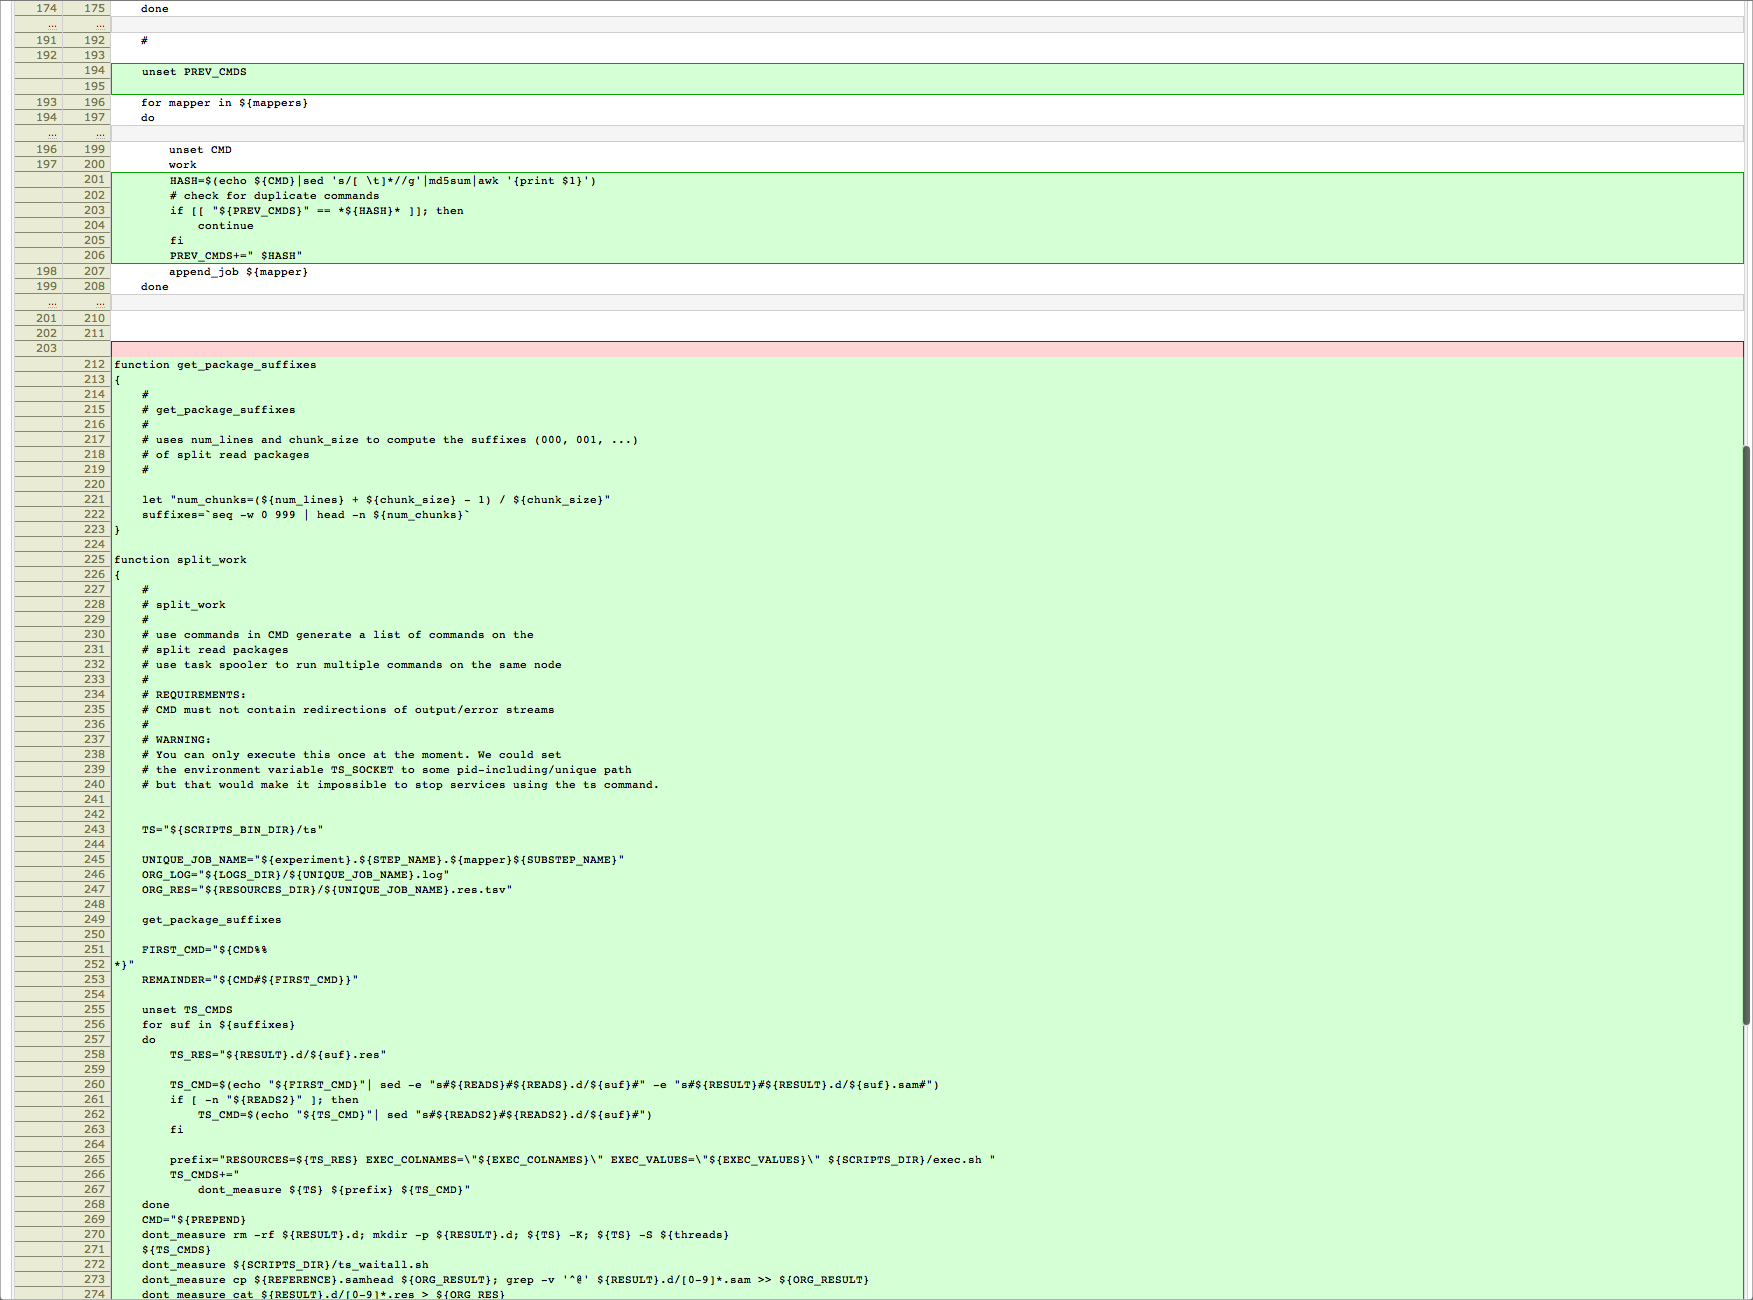 174 175 done
... ...
191 192 #
192 193
194 unset PREV_CMDS
195
193 196 for mapper in ${mappers}
194 197 do
... ...
196 199 unset CMD
197 200 work
201 HASH=$(echo ${CMD}|sed 's/[ \t]*//g'|md5sum|awk '{print $1}')
202 # check for duplicate commands
203 if [[ "${PREV_CMDS}" == *${HASH}* ]]; then
204 continue
205 fi
206 PREV_CMDS+=" $HASH"
198 207 append_job ${mapper}
199 208 done
... ...
201 210
202 211
203
212 function get_package_suffixes
213 {
214 #
215 # get_package_suffixes
216 #
217 # uses num_lines and chunk_size to compute the suffixes (000, 001, ...)
218 # of split read packages
219 #
220
221 let "num_chunks=(${num_lines} + ${chunk_size} - 1) / ${chunk_size}"
222 suffixes=`seq -w 0 999 | head -n ${num_chunks}`
223 }
224
225 function split_work
226 {
227 #
228 # split_work
229 #
230 # use commands in CMD generate a list of commands on the
231 # split read packages
232 # use task spooler to run multiple commands on the same node
233 #
234 # REQUIREMENTS:
235 # CMD must not contain redirections of output/error streams
236 #
237 # WARNING:
238 # You can only execute this once at the moment. We could set
239 # the environment variable TS_SOCKET to some pid-including/unique path
240 # but that would make it impossible to stop services using the ts command.
241
242
243 TS="${SCRIPTS_BIN_DIR}/ts"
244
245 UNIQUE_JOB_NAME="${experiment}.${STEP_NAME}.${mapper}${SUBSTEP_NAME}"
246 ORG_LOG="${LOGS_DIR}/${UNIQUE_JOB_NAME}.log"
247 ORG_RES="${RESOURCES_DIR}/${UNIQUE_JOB_NAME}.res.tsv"
248
249 get_package_suffixes
250
251 FIRST_CMD="${CMD%%
252 *}"
253 REMAINDER="${CMD#${FIRST_CMD}}"
254
255 unset TS_CMDS
256 for suf in ${suffixes}
257 do
258 TS_RES="${RESULT}.d/${suf}.res"
259
260 TS_CMD=$(echo "${FIRST_CMD}"| sed -e "s#${READS}#${READS}.d/${suf}#" -e "s#${RESULT}#${RESULT}.d/${suf}.sam#")
261 if [ -n "${READS2}" ]; then
262 TS_CMD=$(echo "${TS_CMD}"| sed "s#${READS2}#${READS2}.d/${suf}#")
263 fi
264
265 prefix="RESOURCES=${TS_RES} EXEC_COLNAMES=\"${EXEC_COLNAMES}\" EXEC_VALUES=\"${EXEC_VALUES}\" ${SCRIPTS_DIR}/exec.sh "
266 TS_CMDS+="
267 dont_measure ${TS} ${prefix} ${TS_CMD}"
268 done
269 CMD="${PREPEND}
270 dont_measure rm -rf ${RESULT}.d; mkdir -p ${RESULT}.d; ${TS} -K; ${TS} -S ${threads}
271 ${TS_CMDS}
272 dont_measure ${SCRIPTS_DIR}/ts_waitall.sh
273 dont_measure cp ${REFERENCE}.samhead ${ORG_RESULT}; grep -v '^@' ${RESULT}.d/[0-9]*.sam >> ${ORG_RESULT}
274 dont_measure cat ${RESULT}.d/[0-9]*.res > ${ORG_RES}